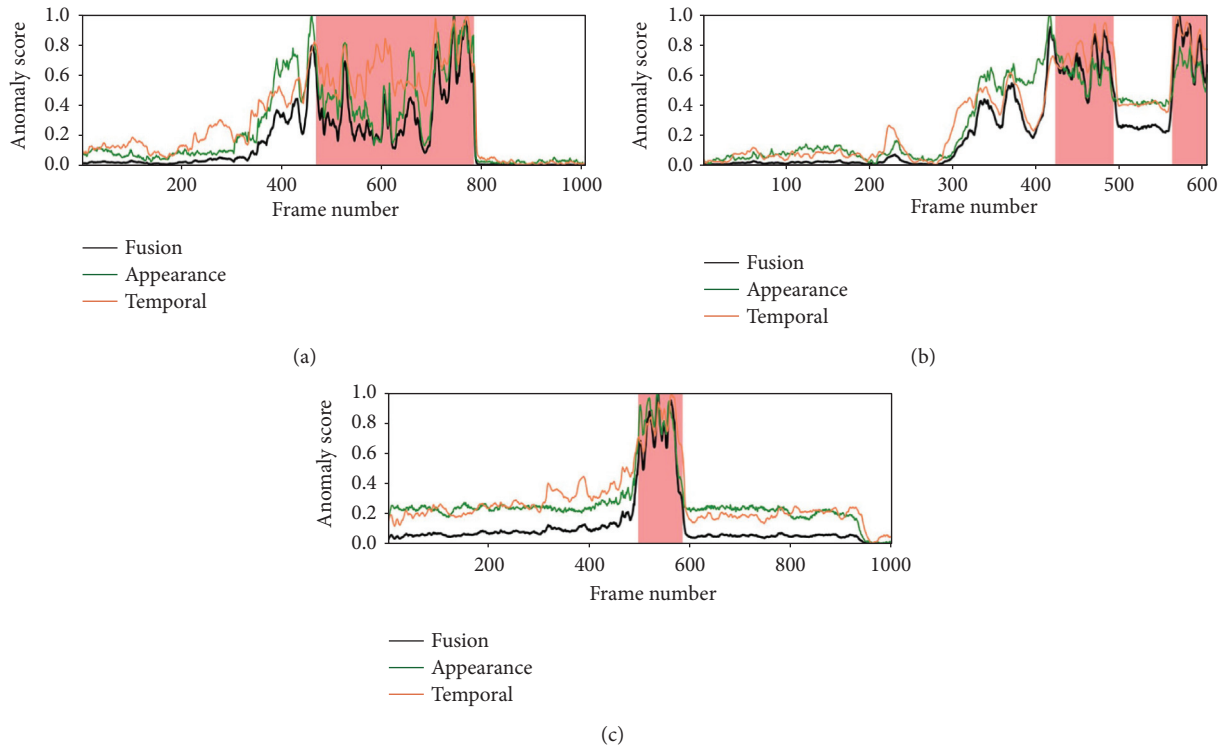 Anomaly score
1.0
0.8
0.6
0.4
0.2
0.0
200 400 600 800 1000
Frame number
Fusion
Appearance
Temporal
(a)
Anomaly score
1.0
0.8
0.6
0.4
0.2
0.0
100 200 300 400 500 600
Frame number
Fusion
Appearance
Temporal
(b)
Anomaly score
1.0
0.8
0.6
0.4
0.2
0.0
200 400 600 800 1000
Frame number
Fusion
Appearance
Temporal
(c)